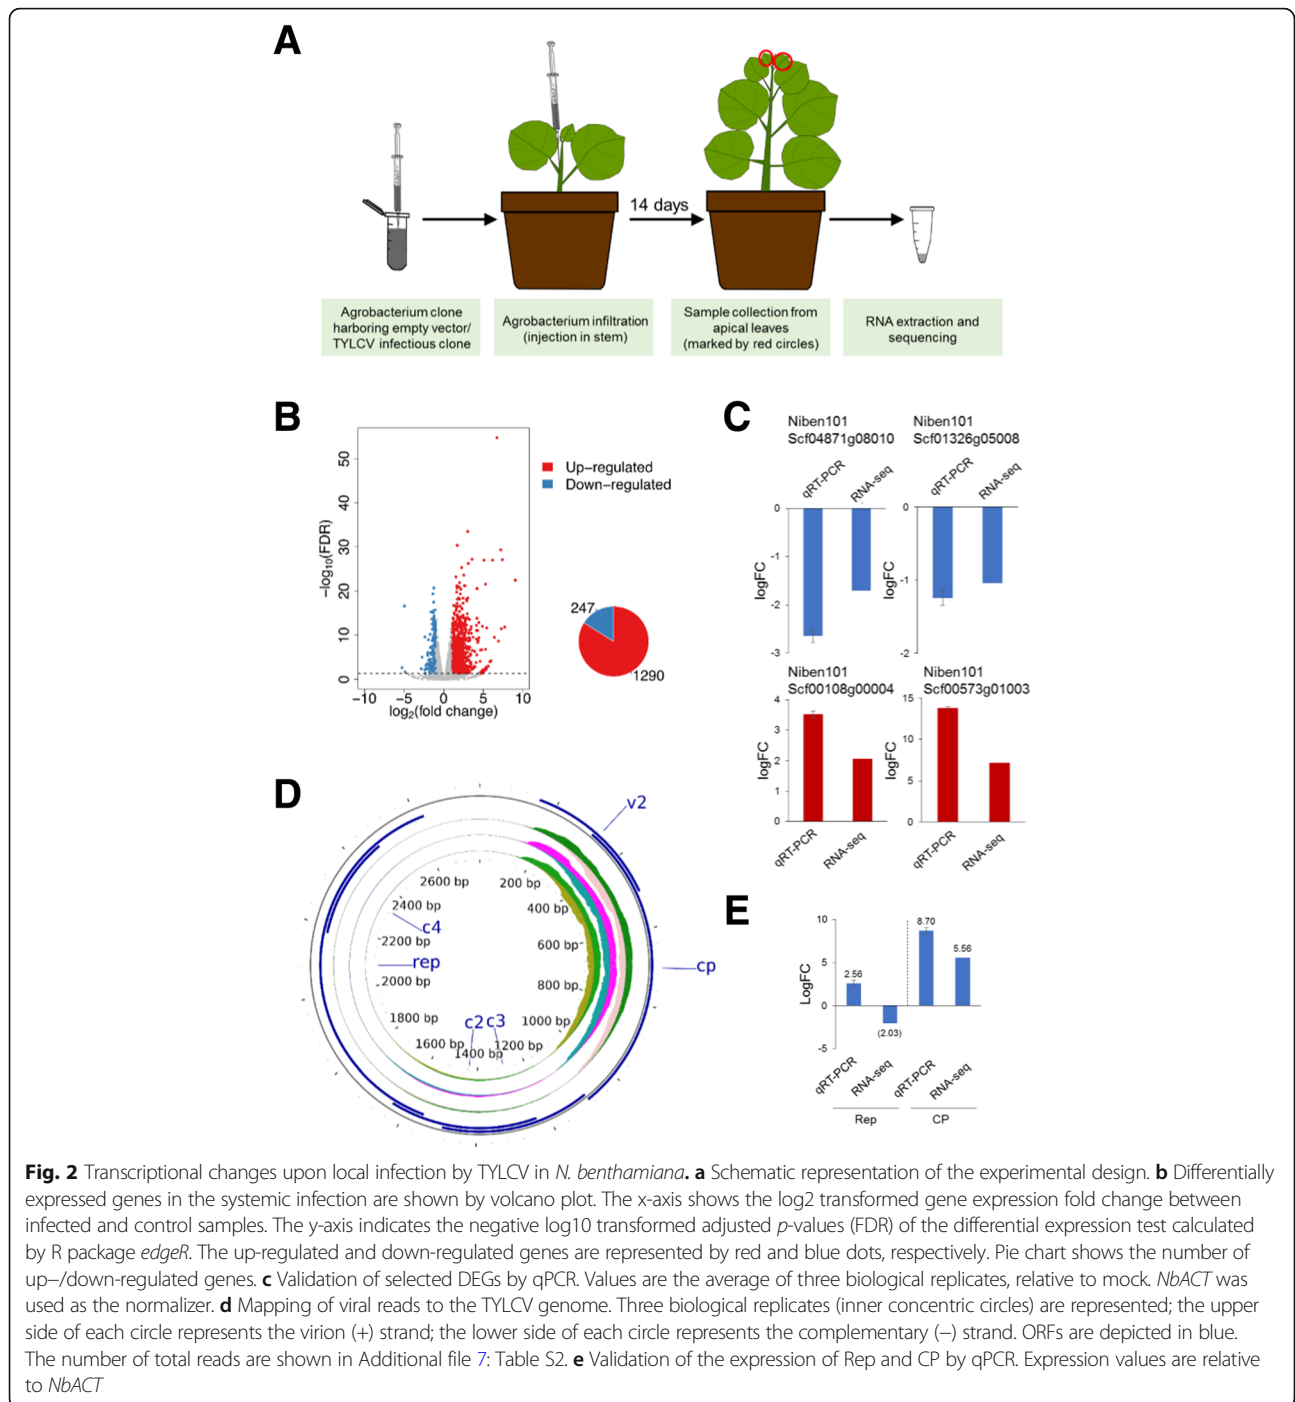 A
14 days
Agrobacterium clone
harboring empty vector/
TYLCV infectious clone
Agrobacterium infiltration
(injection in stem)
Sample collection from
apical leaves
(marked by red circles)
RNA extraction and
sequencing
B
−log10(FDR)
50
40
30
20
10
0
−10
−5
0
5
10
log2(fold change)
Up−regulated
Down−regulated
247
1290
C
Niben101
Scf04871g08010
qRT-PCR
RNA-seq
logFC
0
-1
-2
-3
Niben101
Scf01326g05008
qRT-PCR
RNA-seq
logFC
0
-1
-2
Niben101
Scf00108g00004
logFC
4
3
2
1
0
qRT-PCR
RNA-seq
Niben101
Scf00573g01003
logFC
15
10
5
0
qRT-PCR
RNA-seq
D
v2
cp
c4
rep
c2
c3
200 bp
400 bp
600 bp
800 bp
1000 bp
1200 bp
1400 bp
1600 bp
1800 bp
2000 bp
2200 bp
2400 bp
2600 bp
E
LogFC
10
5
0
-5
2.56
(2.03)
8.70
5.56
qRT-PCR
RNA-seq
qRT-PCR
RNA-seq
Rep
CP
Fig. 2 Transcriptional changes upon local infection by TYLCV in N. benthamiana. a Schematic representation of the experimental design. b Differentially
expressed genes in the systemic infection are shown by volcano plot. The x-axis shows the log2 transformed gene expression fold change between
infected and control samples. The y-axis indicates the negative log10 transformed adjusted p-values (FDR) of the differential expression test calculated
by R package edgeR. The up-regulated and down-regulated genes are represented by red and blue dots, respectively. Pie chart shows the number of
up–/down-regulated genes. c Validation of selected DEGs by qPCR. Values are the average of three biological replicates, relative to mock. NbACT was
used as the normalizer. d Mapping of viral reads to the TYLCV genome. Three biological replicates (inner concentric circles) are represented; the upper
side of each circle represents the virion (+) strand; the lower side of each circle represents the complementary (−) strand. ORFs are depicted in blue.
The number of total reads are shown in Additional file 7: Table S2. e Validation of the expression of Rep and CP by qPCR. Expression values are relative
to NbACT